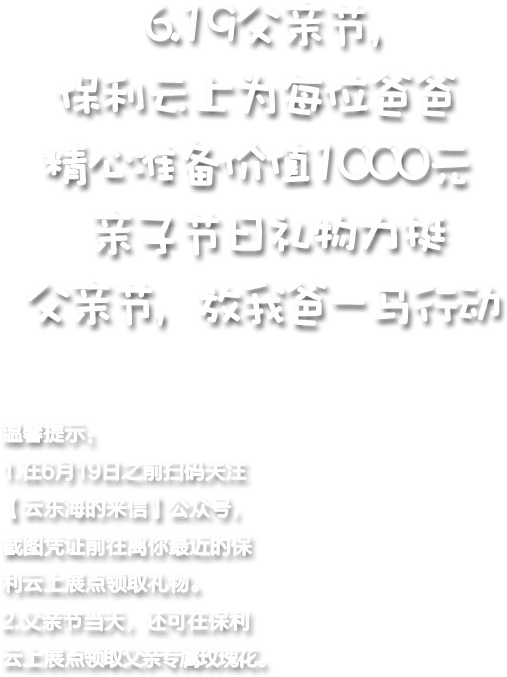 6.19父亲节，
保利云上为每位爸爸
精心准备价值1000元
亲子节日礼物力挺
父亲节，放我爸一马行动
温馨提示：
1.在6月19日之前扫码关注
【云东海的来信】公众号，
截图凭证前往离你最近的保
利云上展点领取礼物。
2.父亲节当天，还可在保利
云上展点领取父亲专属玫瑰花。